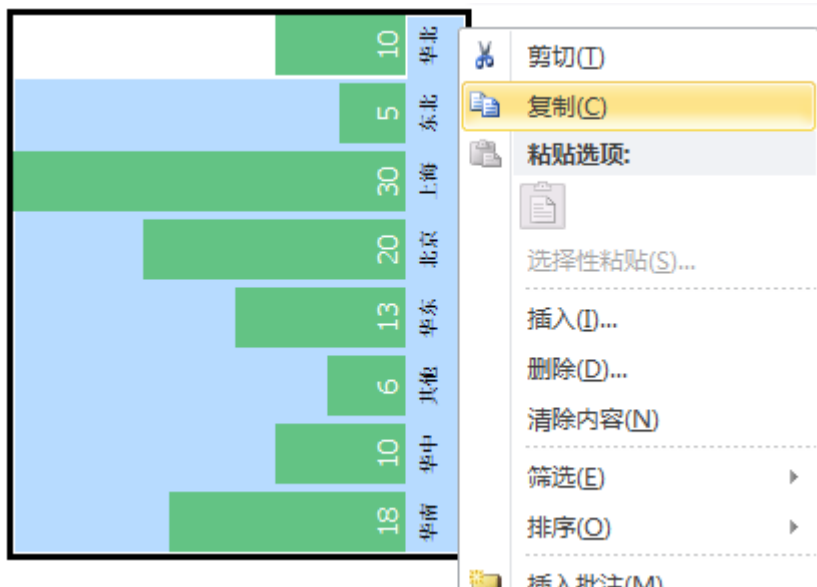 10 华北
5 东北
30 上海
20 北京
13 华东
6 其他
10 华中
18 华南
剪切(T)
复制(C)
粘贴选项:
选择性粘贴(S)...
插入(I)...
删除(D)...
清除内容(N)
筛选(E)
排序(O)
插入批注(M)